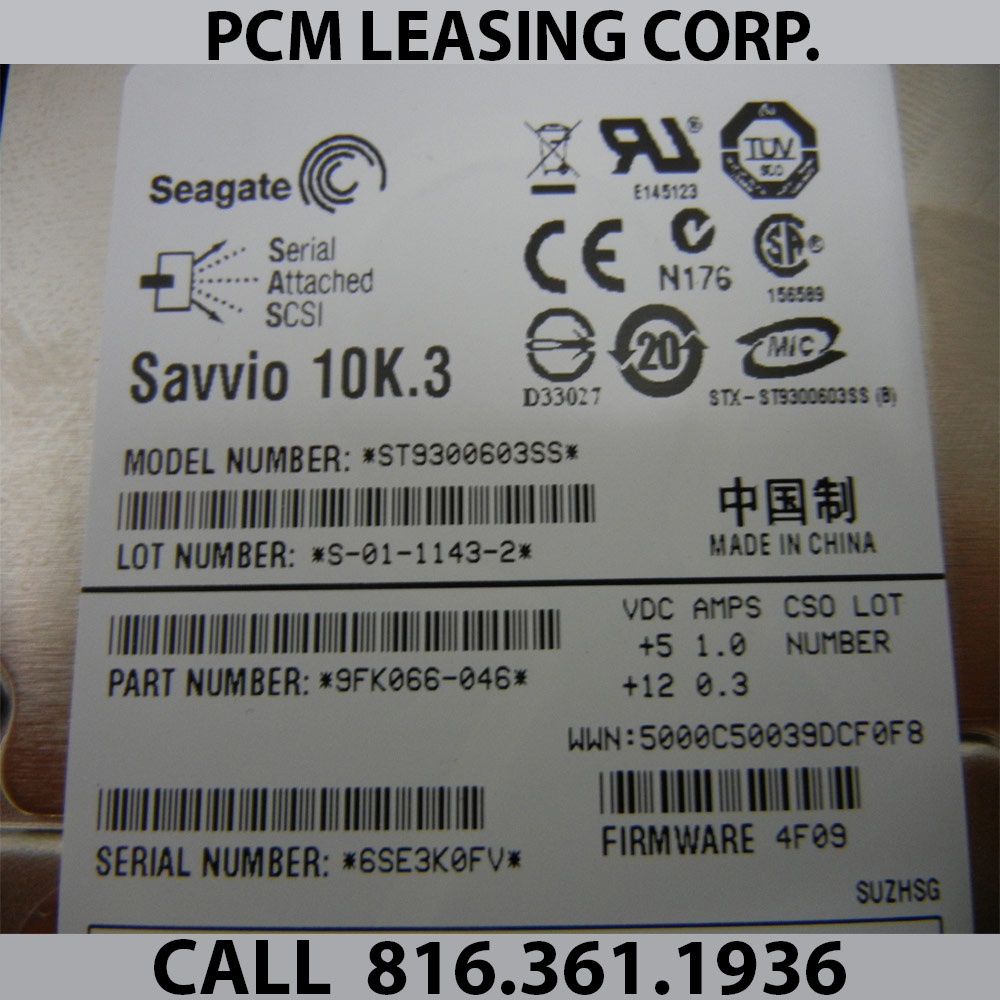 PCM LEASING CORP.
Seagate
E145123
TUV
N176
156589
Serial
Attached
SCSI
D33027
20
MIC
STX-ST9300603SS (B)
Savvio 10K.3
MODEL NUMBER: *ST9300603SS*
中国制
MADE IN CHINA
LOT NUMBER: *S-01-1143-2*
VDC AMPS CSO LOT
+5 1.0 NUMBER
+12 0.3
PART NUMBER: *9FK066-046*
WWN:5000C50039DCF0F8
SERIAL NUMBER: *6SE3K0FV*
FIRMWARE 4F09
SUZHSG
CALL 816.361.1936